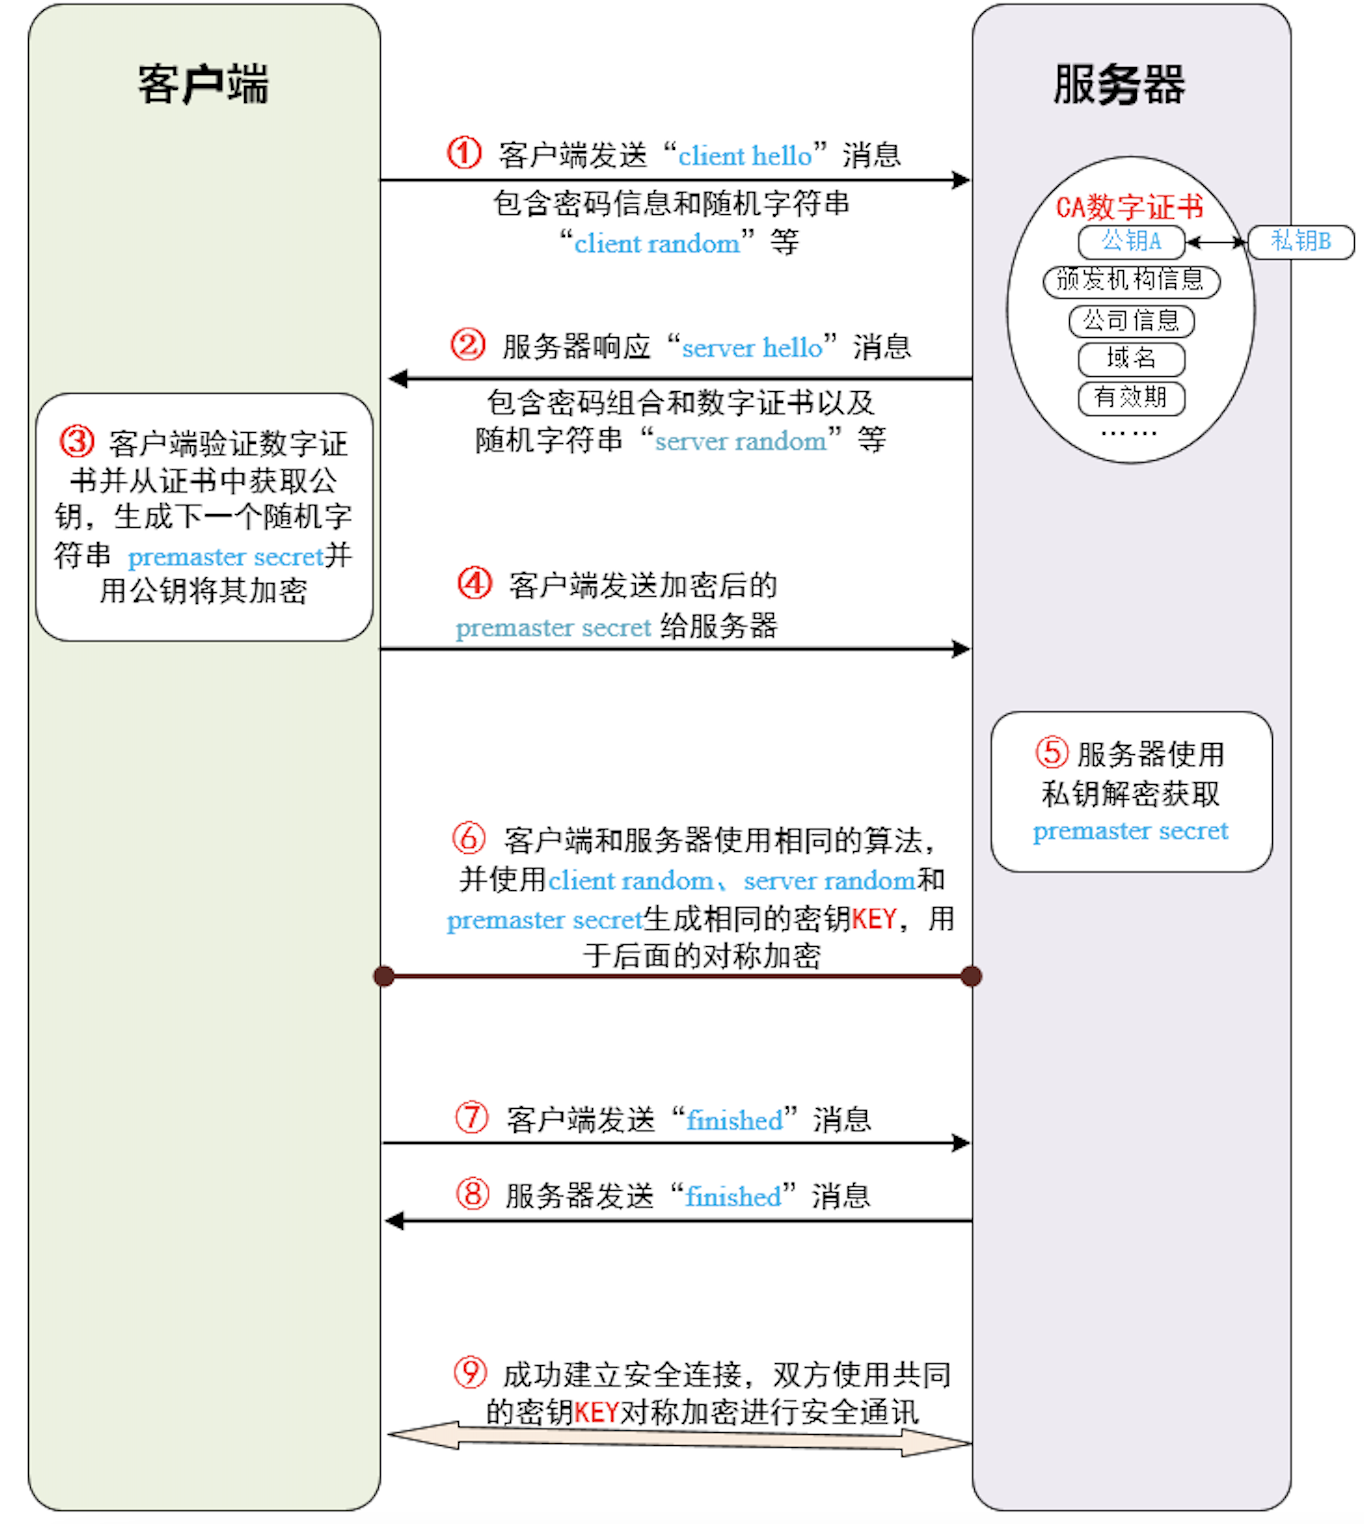 客户端
服务器
① 客户端发送“client hello”消息
包含密码信息和随机字符串
“client random”等
CA数字证书
公钥A
私钥B
颁发机构信息
公司信息
域名
有效期
……
② 服务器响应“server hello”消息
包含密码组合和数字证书以及
随机字符串“server random”等
③ 客户端验证数字证
书并从证书中获取公
钥，生成下一个随机字
符串 premaster secret并
用公钥将其加密
④ 客户端发送加密后的
premaster secret 给服务器
⑤ 服务器使用
私钥解密获取
premaster secret
⑥ 客户端和服务器使用相同的算法，
并使用client random、server random和
premaster secret生成相同的密钥KEY，用
于后面的对称加密
⑦ 客户端发送“finished”消息
⑧ 服务器发送“finished”消息
⑨ 成功建立安全连接，双方使用共同
的密钥KEY对称加密进行安全通讯